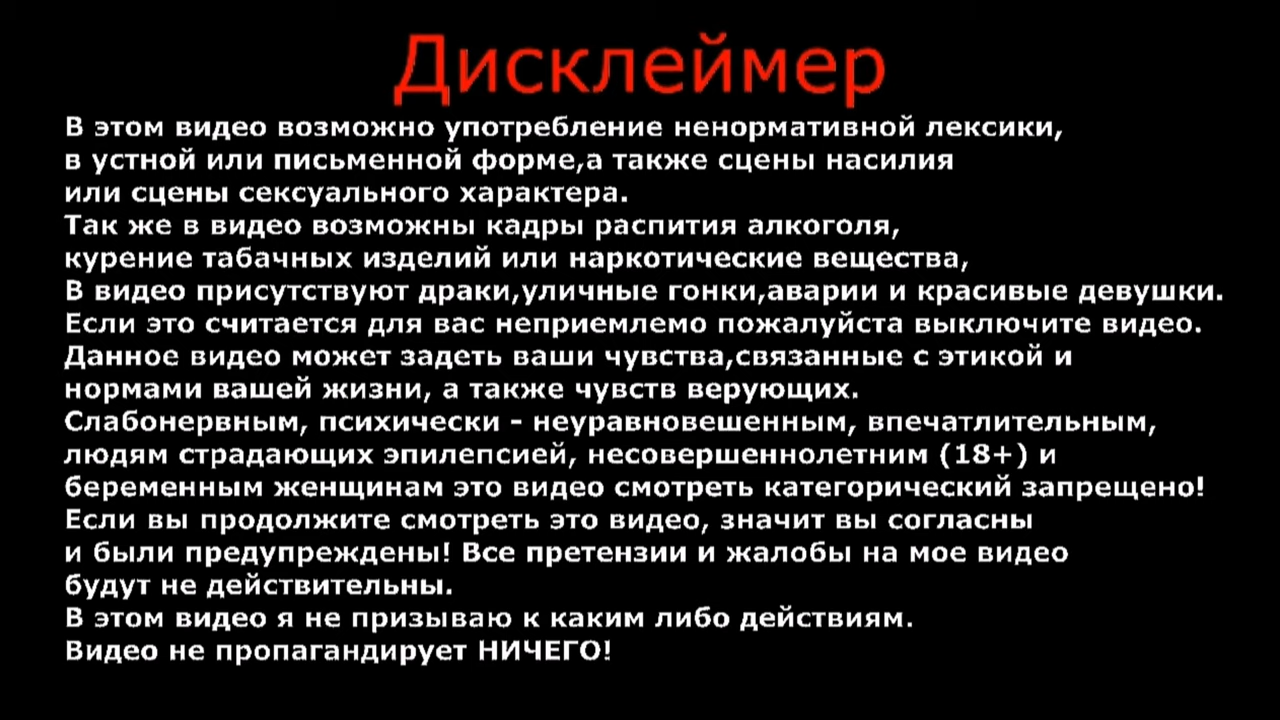 Дисклеймер
В этом видео возможно употребление ненормативной лексики,
в устной или письменной форме,а также сцены насилия
или сцены сексуального характера.
Так же в видео возможны кадры распития алкоголя,
курение табачных изделий или наркотические вещества,
В видео присутствуют драки,уличные гонки,аварии и красивые девушки.
Если это считается для вас неприемлемо пожалуйста выключите видео.
Данное видео может задеть ваши чувства,связанные с этикой и
нормами вашей жизни, а также чувств верующих.
Слабонервным, психически - неуравновешенным, впечатлительным,
людям страдающих эпилепсией, несовершеннолетним (18+) и
беременным женщинам это видео смотреть категорический запрещено!
Если вы продолжите смотреть это видео, значит вы согласны
и были предупреждены! Все претензии и жалобы на мое видео
будут не действительны.
В этом видео я не призываю к каким либо действиям.
Видео не пропагандирует НИЧЕГО!